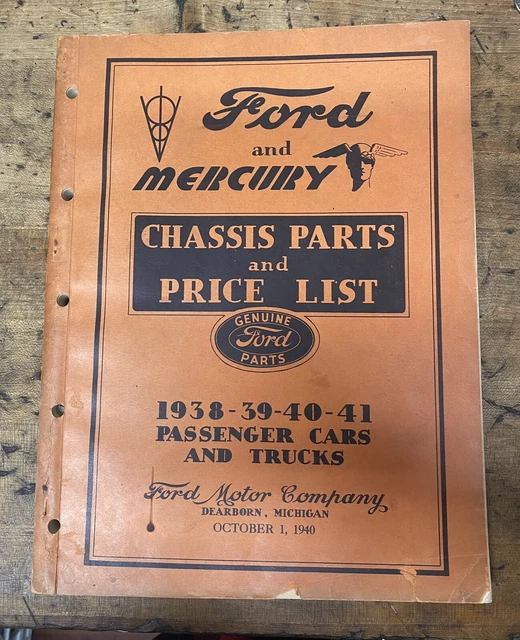 V8
Ford
and
MERCURY
CHASSIS PARTS
and
PRICE LIST
GENUINE
Ford
PARTS
1938-39-40-41
PASSENGER CARS
AND TRUCKS
Ford Motor Company
DEARBORN, MICHIGAN
OCTOBER 1, 1940